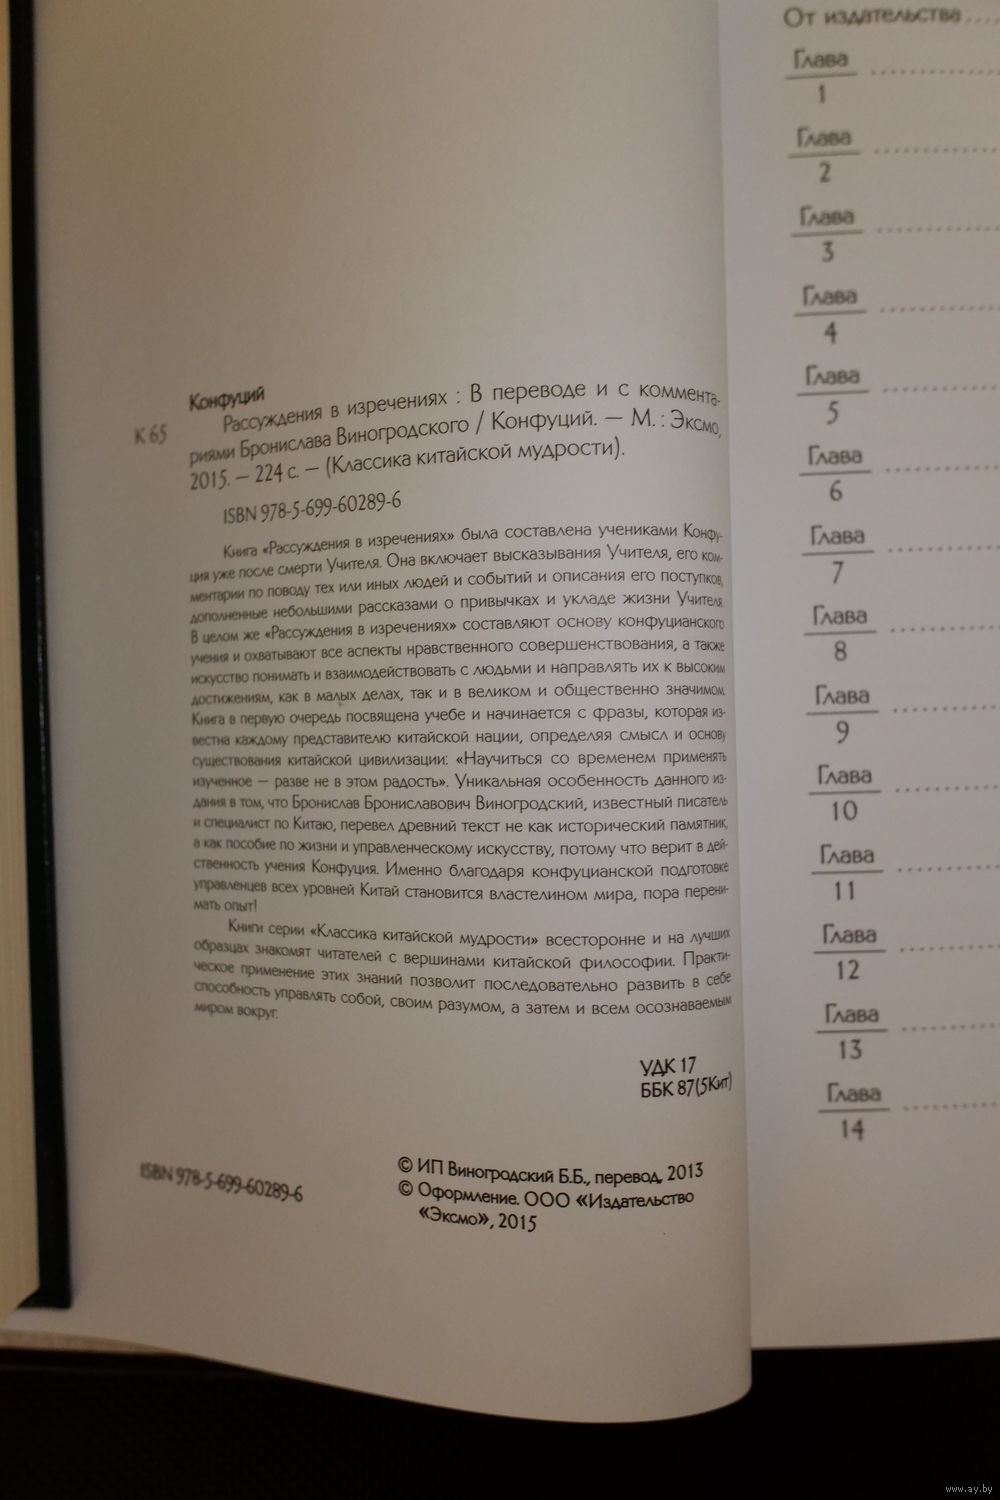 Конфуций
К 65
Рассуждения в изречениях : В переводе и с коммента-
риями Бронислава Виногродского / Конфуций. — М. : Эксмо,
2015. — 224 с. — (Классика китайской мудрости).
ISBN 978-5-699-60289-6
Книга «Рассуждения в изречениях» была составлена учениками Конфу-
ция уже после смерти Учителя. Она включает высказывания Учителя, его ком-
ментарии по поводу тех или иных людей и событий и описания его поступков,
дополненные небольшими рассказами о привычках и укладе жизни Учителя.
В целом же «Рассуждения в изречениях» составляют основу конфуцианского
учения и охватывают все аспекты нравственного совершенствования, а также
искусство понимать и взаимодействовать с людьми и направлять их к высоким
достижениям, как в малых делах, так и в великом и общественно значимом.
Книга в первую очередь посвящена учебе и начинается с фразы, которая из-
вестна каждому представителю китайской нации, определяя смысл и основу
существования китайской цивилизации: «Научиться со временем применять
изученное — разве не в этом радость». Уникальная особенность данного из-
дания в том, что Бронислав Брониславович Виногродский, известный писатель
и специалист по Китаю, перевел древний текст не как исторический памятник,
а как пособие по жизни и управленческому искусству, потому что верит в дей-
ственность учения Конфуция. Именно благодаря конфуцианской подготовке
управленцев всех уровней Китай становится властелином мира, пора перени-
мать опыт!
Книги серии «Классика китайской мудрости» всесторонне и на лучших
образцах знакомят читателей с вершинами китайской философии. Практи-
ческое применение этих знаний позволит последовательно развить в себе
способность управлять собой, своим разумом, а затем и всем осознаваемым
миром вокруг.
УДК 17
ББК 87(5Кит)
ISBN 978-5-699-60289-6
© ИП Виногродский Б.Б., перевод, 2013
© Оформление. ООО «Издательство
«Эксмо», 2015
От издательства
Глава
1
Глава
2
Глава
3
Глава
4
Глава
5
Глава
6
Глава
7
Глава
8
Глава
9
Глава
10
Глава
11
Глава
12
Глава
13
Глава
14
www.ay.by